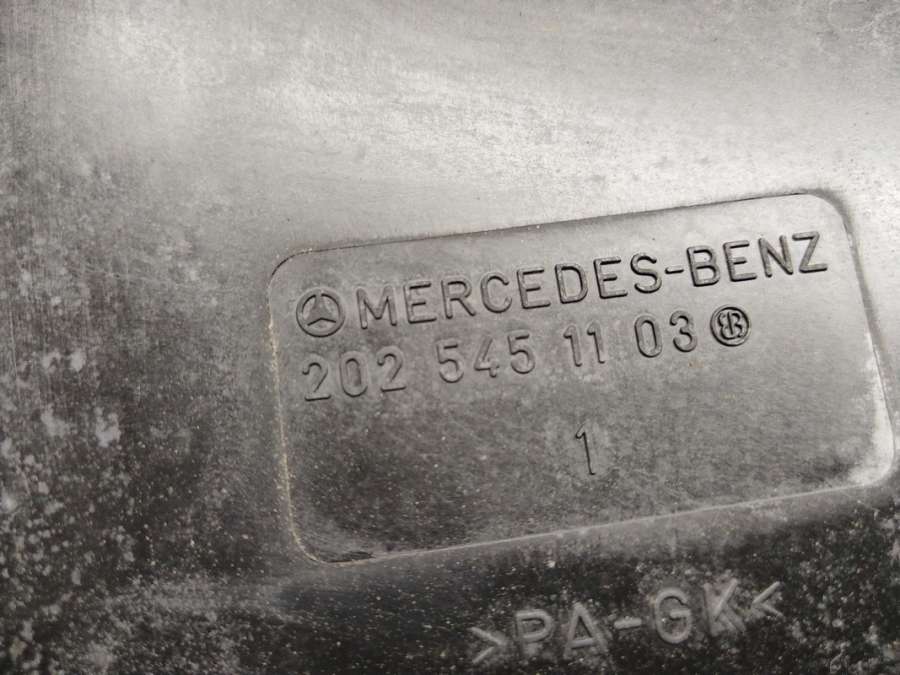 MERCEDES-BENZ
202 545 11 03
1
>PA-GK<